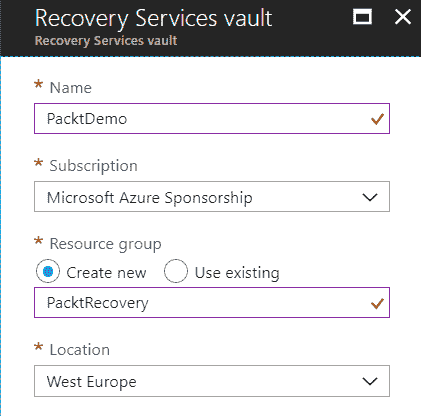 Recovery Services vault
Recovery Services vault
* Name
PacktDemo
* Subscription
Microsoft Azure Sponsorship
* Resource group
Create new Use existing
PacktRecovery
* Location
West Europe